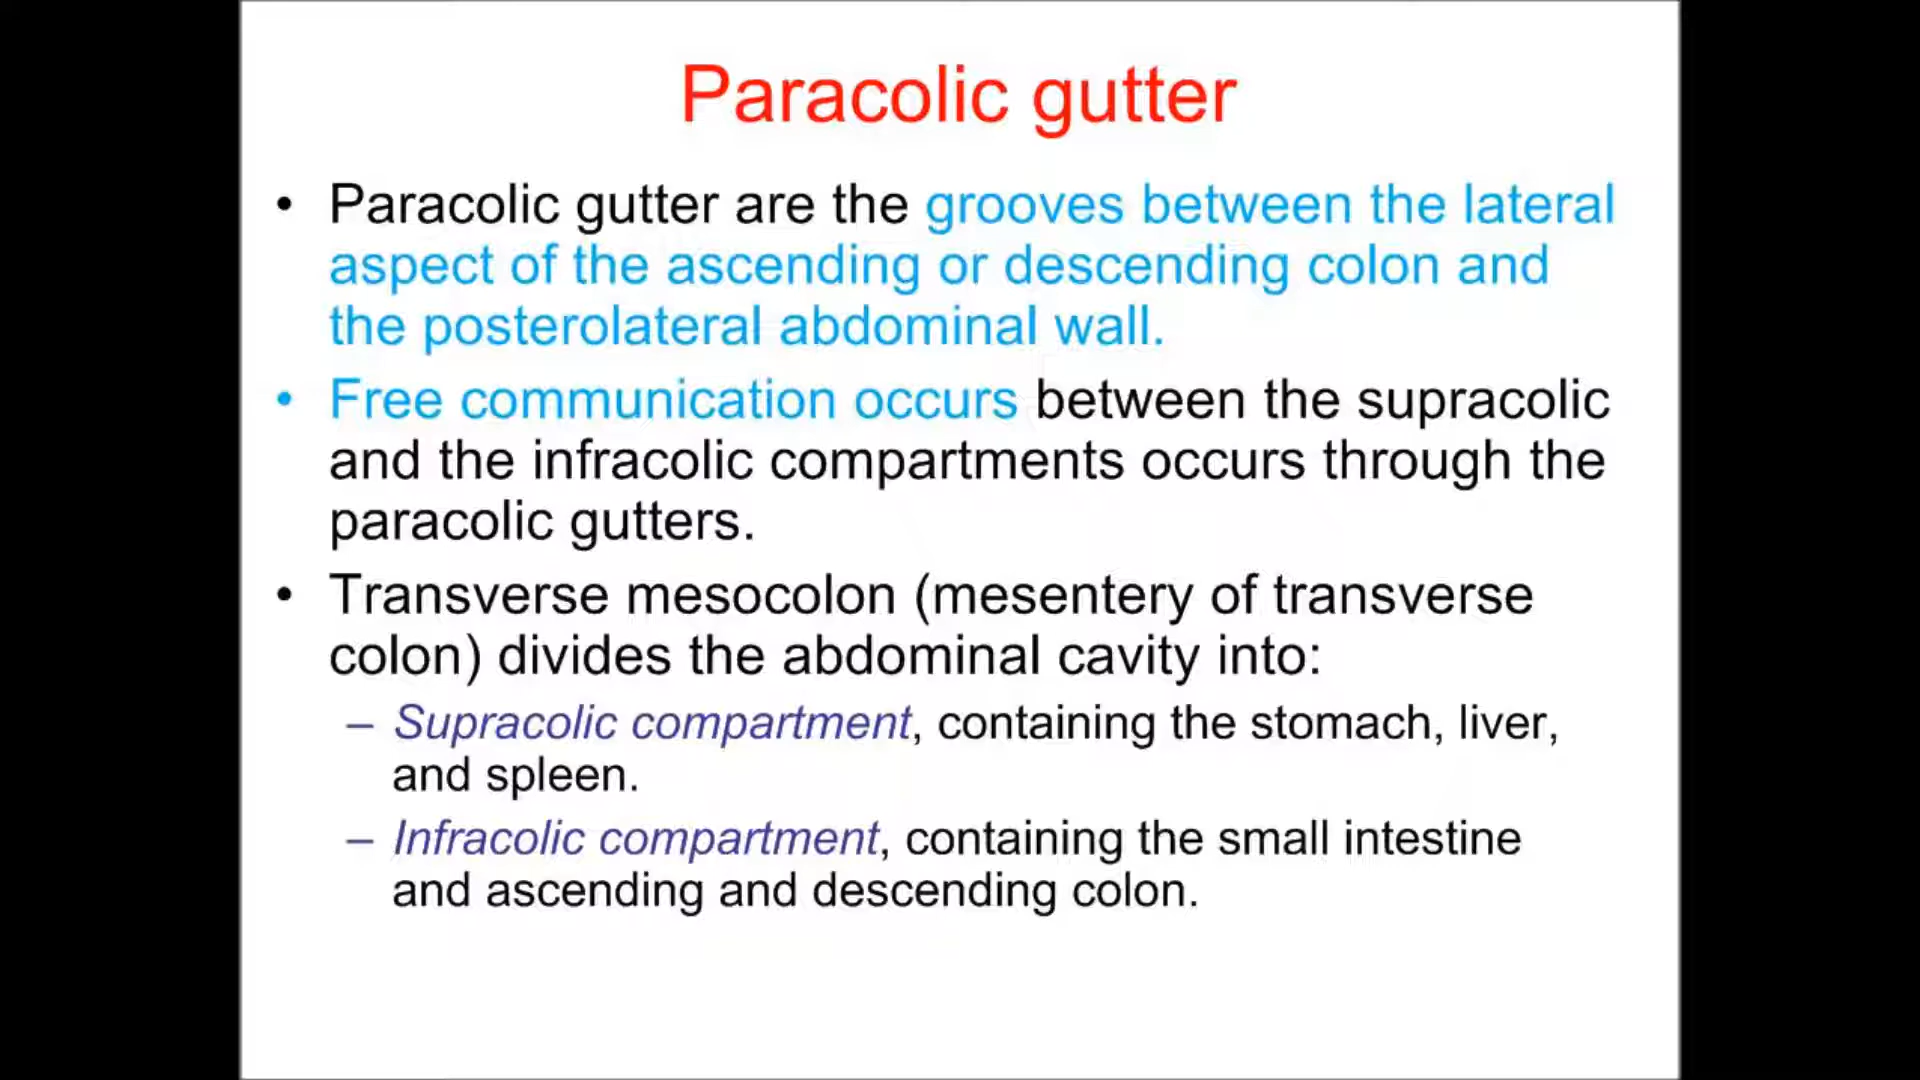 Paracolic gutter
• Paracolic gutter are the grooves between the lateral
aspect of the ascending or descending colon and
the posterolateral abdominal wall.
• Free communication occurs between the supracolic
and the infracolic compartments occurs through the
paracolic gutters.
• Transverse mesocolon (mesentery of transverse
colon) divides the abdominal cavity into:
– Supracolic compartment, containing the stomach, liver,
and spleen.
– Infracolic compartment, containing the small intestine
and ascending and descending colon.